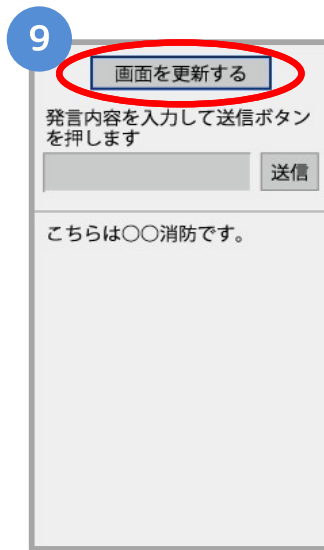 9
画面を更新する
発言内容を入力して送信ボタン
を押します
送信
こちらは〇〇消防です。